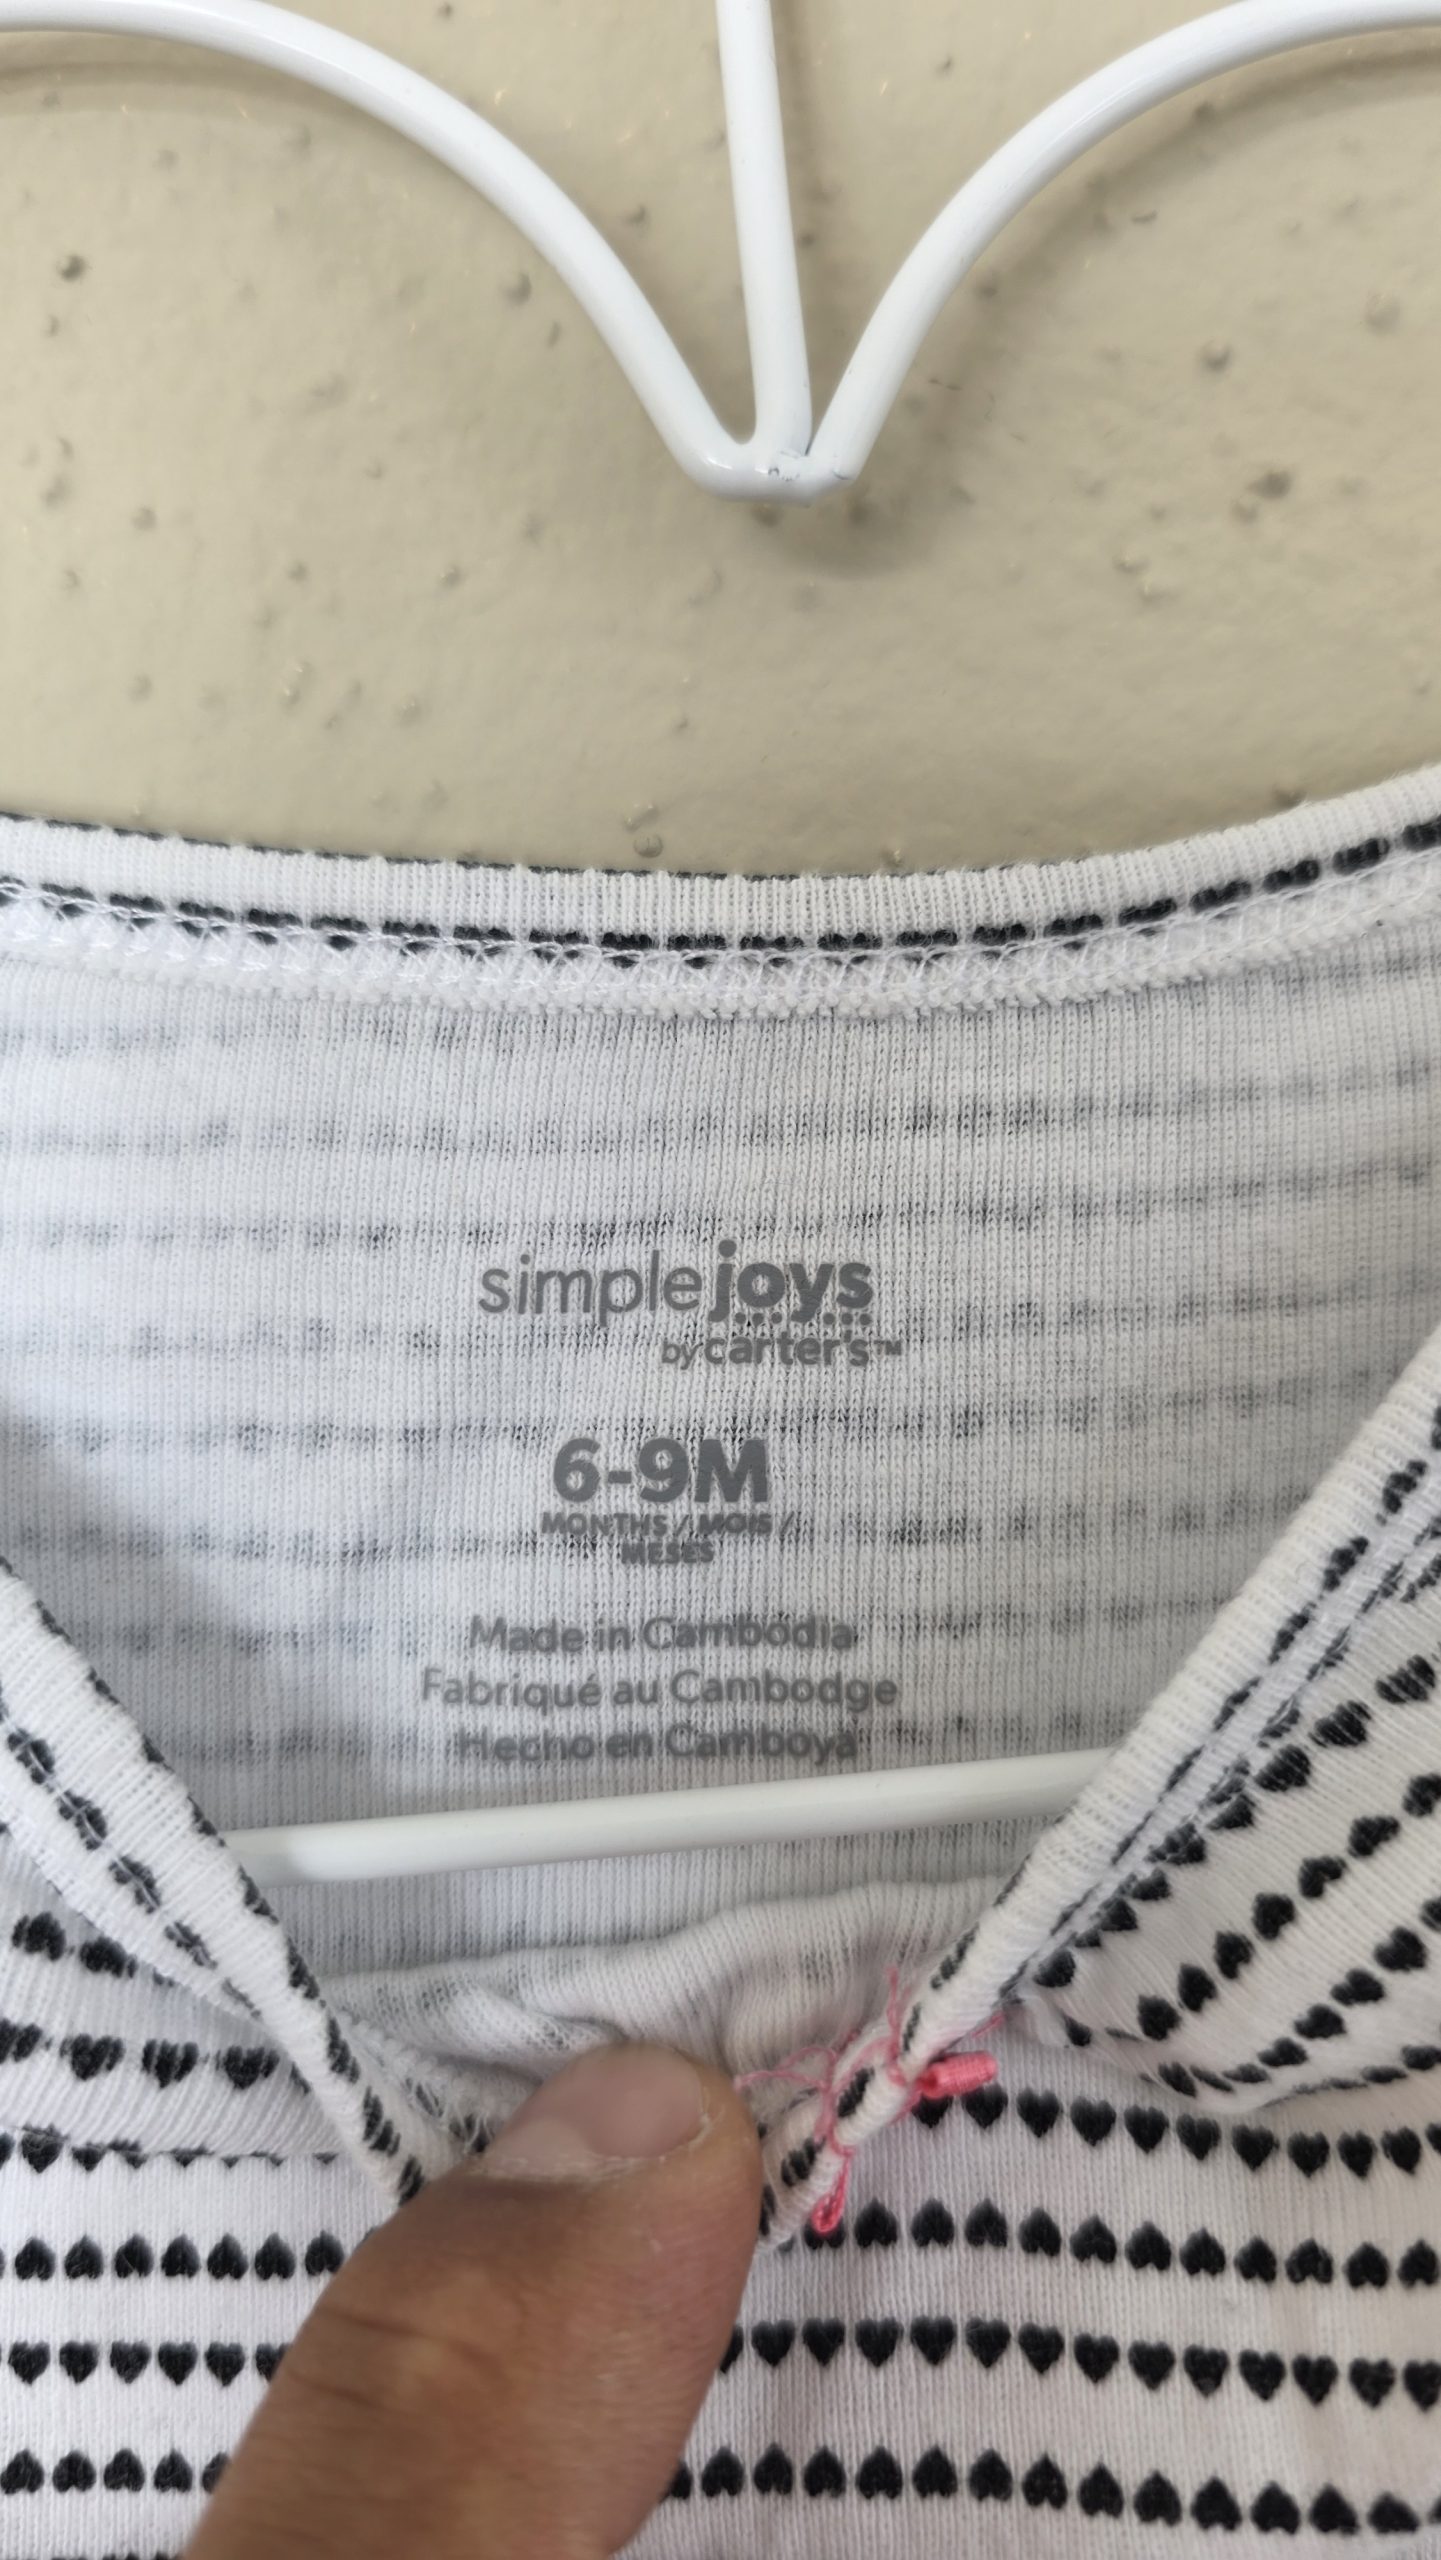 simplejoys
by carter's™
6-9M
MONTHS / MOIS /
MESES
Made in Cambodia
Fabriqué au Cambodge
Hecho en Camboya